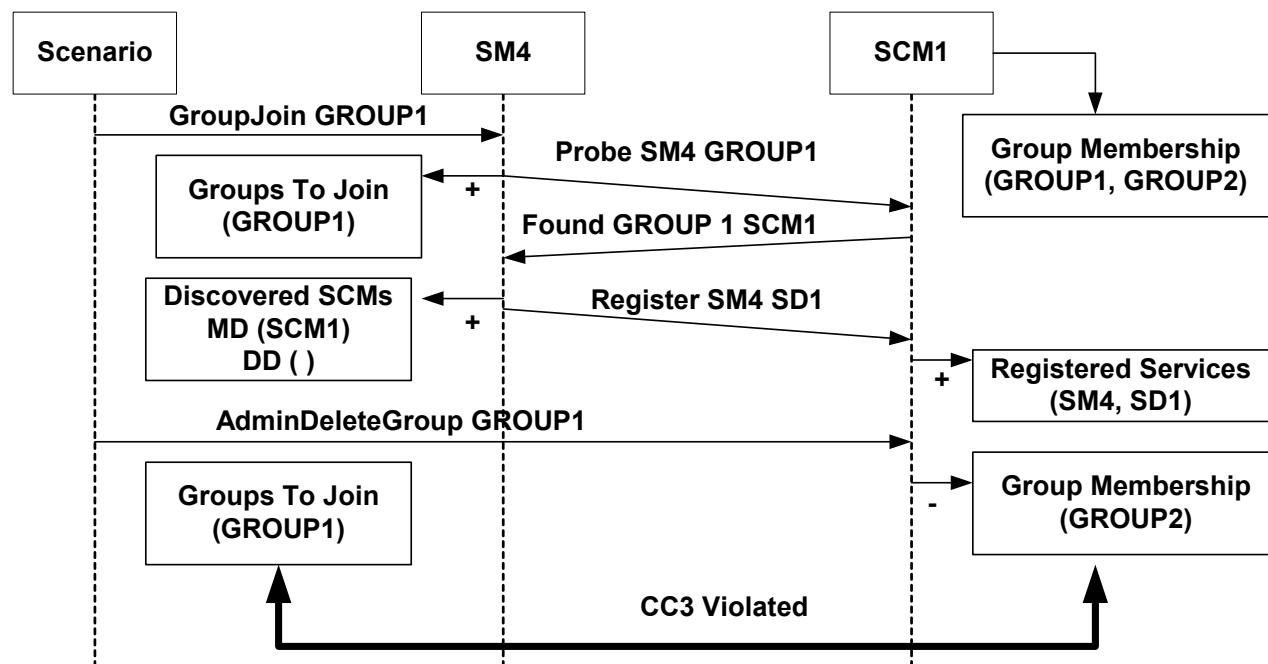 Scenario
SM4
SCM1
GroupJoin GROUP1
Probe SM4 GROUP1
Group Membership
(GROUP1, GROUP2)
+
Groups To Join
(GROUP1)
Found GROUP 1 SCM1
Discovered SCMs
MD (SCM1)
DD ( )
+
Register SM4 SD1
+
Registered Services
(SM4, SD1)
AdminDeleteGroup GROUP1
Groups To Join
(GROUP1)
-
Group Membership
(GROUP2)
CC3 Violated